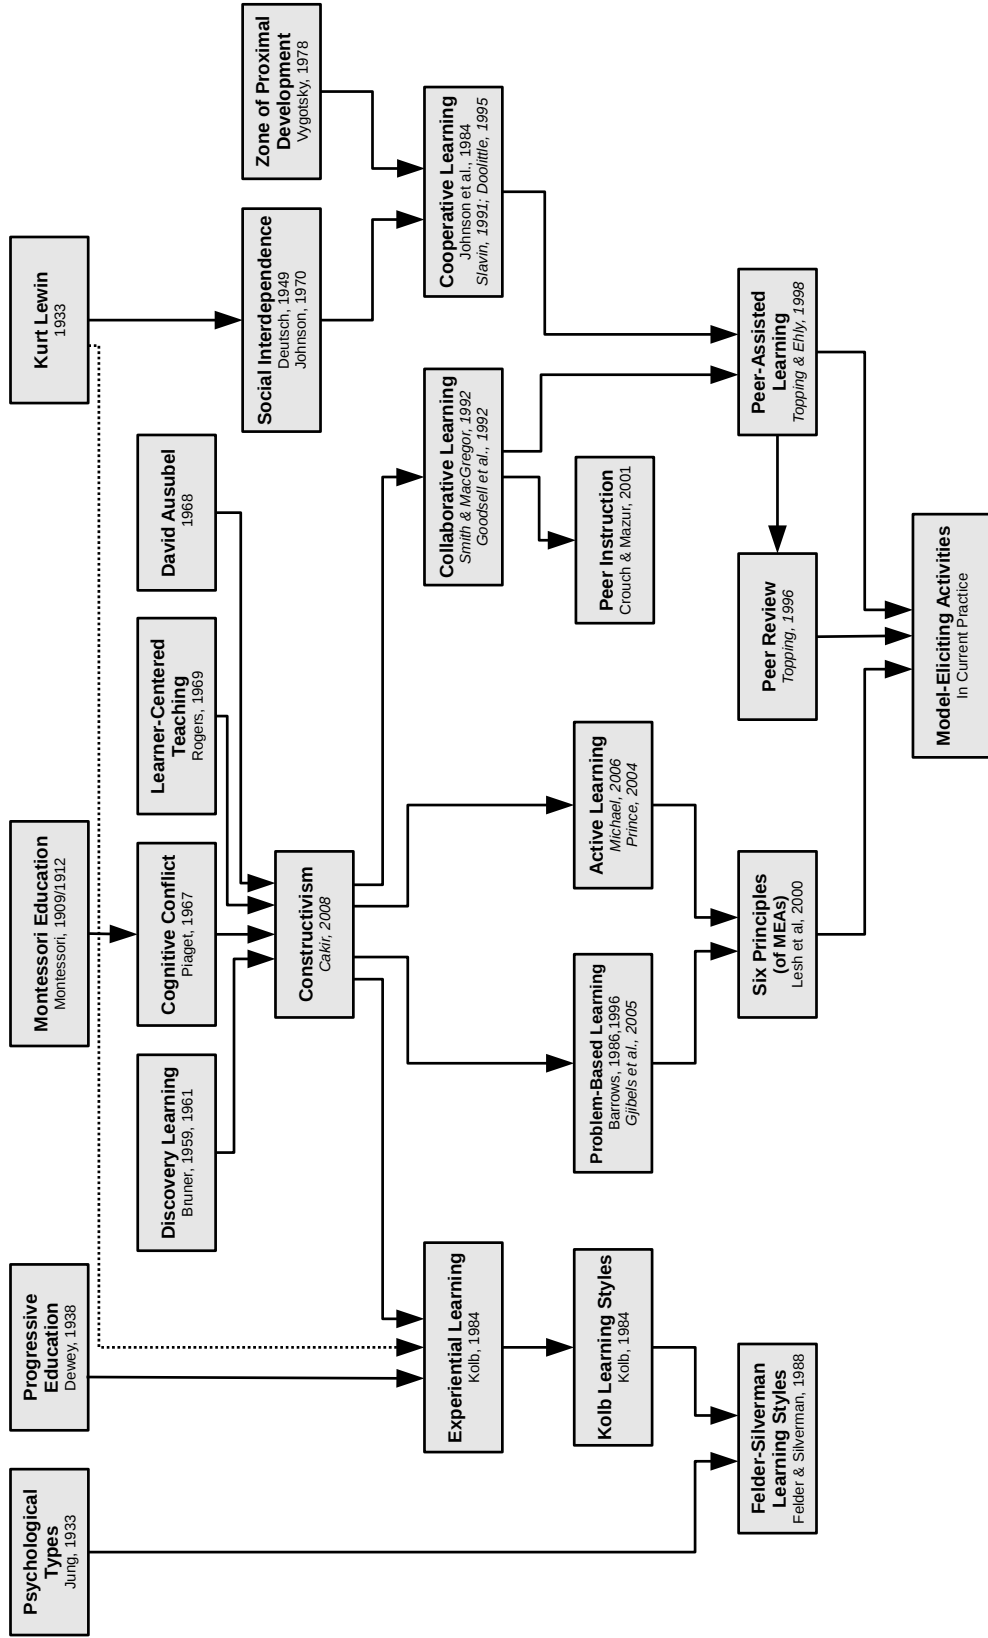 Psychological
Types
Jung, 1933
Progressive
Education
Dewey, 1938
Montessori Education
Montessori, 1909/1912
Kurt Lewin
1933
Discovery Learning
Bruner, 1959, 1961
Cognitive Conflict
Piaget, 1967
Learner-Centered
Teaching
Rogers, 1969
David Ausubel
1968
Social Interdependence
Deutsch, 1949
Johnson, 1970
Zone of Proximal
Development
Vygotsky, 1978
Constructivism
Cakir, 2008
Experiential Learning
Kolb, 1984
Collaborative Learning
Smith & MacGregor, 1992
Goodsell et al., 1992
Cooperative Learning
Johnson et al., 1984
Slavin, 1991; Doolittle, 1995
Kolb Learning Styles
Kolb, 1984
Problem-Based Learning
Barrows, 1986,1996
Gjibels et al., 2005
Active Learning
Michael, 2006
Prince, 2004
Peer Instruction
Crouch & Mazur, 2001
Felder-Silverman
Learning Styles
Felder & Silverman, 1988
Six Principles
(of MEAs)
Lesh et al, 2000
Peer Review
Topping, 1996
Peer-Assisted
Learning
Topping & Ehly, 1998
Model-Eliciting Activities
In Current Practice